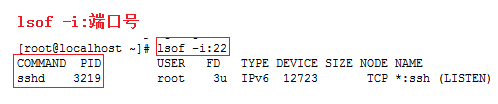 lsof -i:端口号
[root@localhost ~]# lsof -i:22
COMMAND PID USER FD TYPE DEVICE SIZE NODE NAME
sshd 3219 root 3u IPv6 12723 TCP *:ssh (LISTEN)